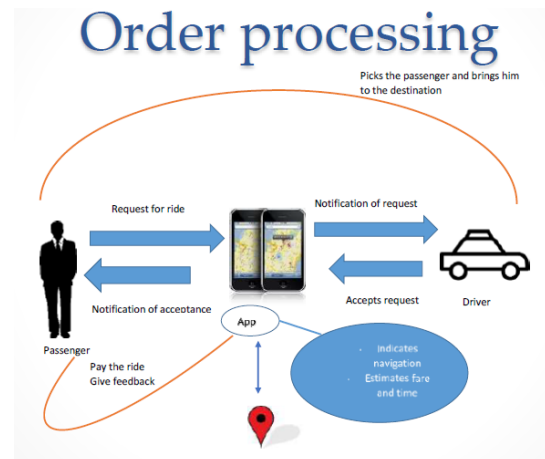 Order processing
Picks the passenger and brings him
to the destination
Request for ride
Notification of request
Notification of acceotance
Accepts request
Driver
Passenger
App
Pay the ride
Give feedback
- Indicates
navigation
- Estimates fare
and time